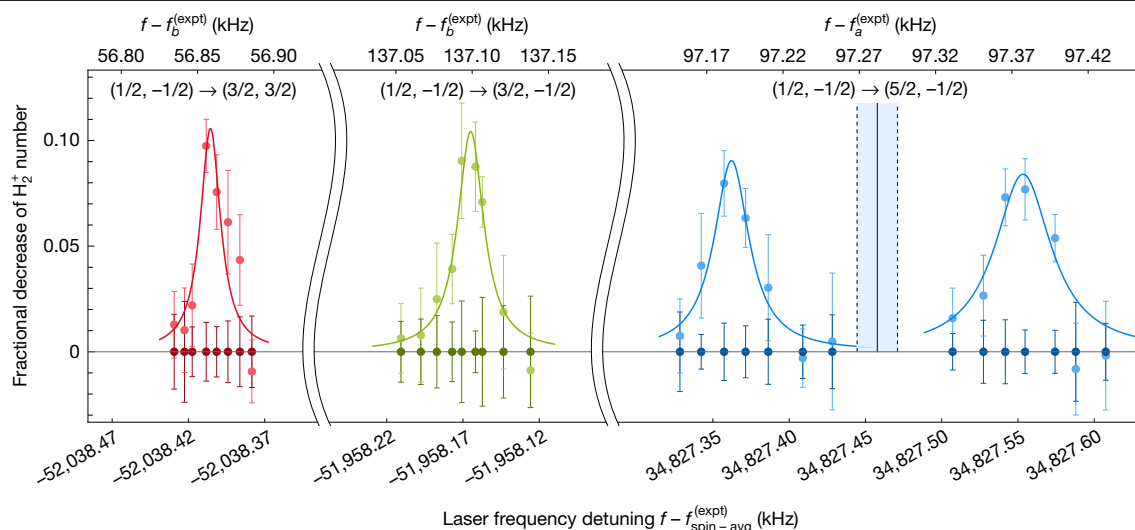 f − f_b^(expt) (kHz)
f − f_b^(expt) (kHz)
f − f_a^(expt) (kHz)
56.80 56.85 56.90 137.05 137.10 137.15 97.17 97.22 97.27 97.32 97.37 97.42
(1/2, −1/2) → (3/2, 3/2)
(1/2, −1/2) → (3/2, −1/2)
(1/2, −1/2) → (5/2, −1/2)
Fractional decrease of H₂⁺ number
0.10
0.05
0
−52,038.47 −52,038.42 −52,038.37 −51,958.22 −51,958.17 −51,958.12 34,827.35 34,827.40 34,827.45 34,827.50 34,827.55 34,827.60
Laser frequency detuning f − f_spin−avg^(expt) (kHz)